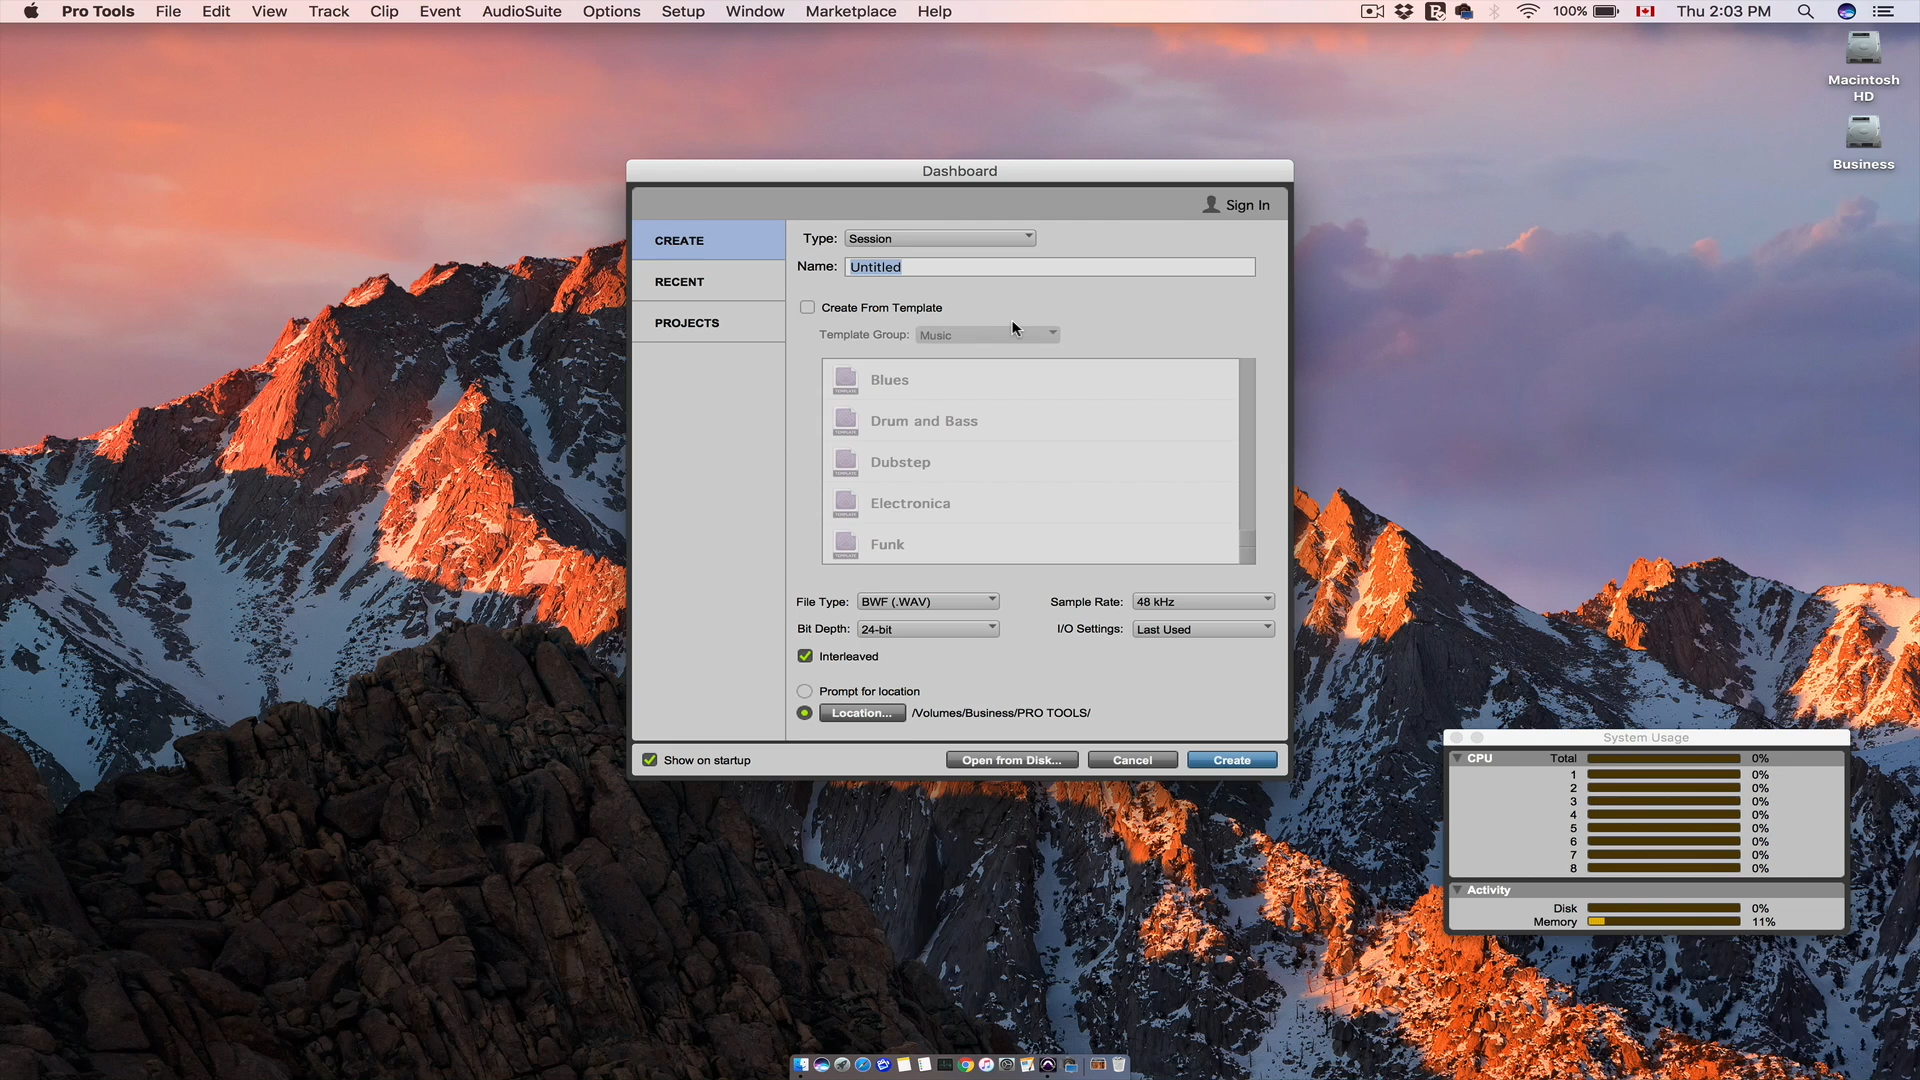 Pro Tools File Edit View Track Clip Event AudioSuite Options Setup Window Marketplace Help 100% Thu 2:03 PM
Macintosh
HD
Business
Dashboard
Sign In
CREATE
RECENT
PROJECTS
Type: Session
Name: Untitled
Create From Template
Template Group: Music
Blues
Drum and Bass
Dubstep
Electronica
Funk
File Type: BWF (.WAV) Sample Rate: 48 kHz
Bit Depth: 24-bit I/O Settings: Last Used
Interleaved
Prompt for location
Location... /Volumes/Business/PRO TOOLS/
Show on startup Open from Disk... Cancel Create
System Usage
CPU Total 0%
1 0%
2 0%
3 0%
4 0%
5 0%
6 0%
7 0%
8 0%
Activity
Disk 0%
Memory 11%